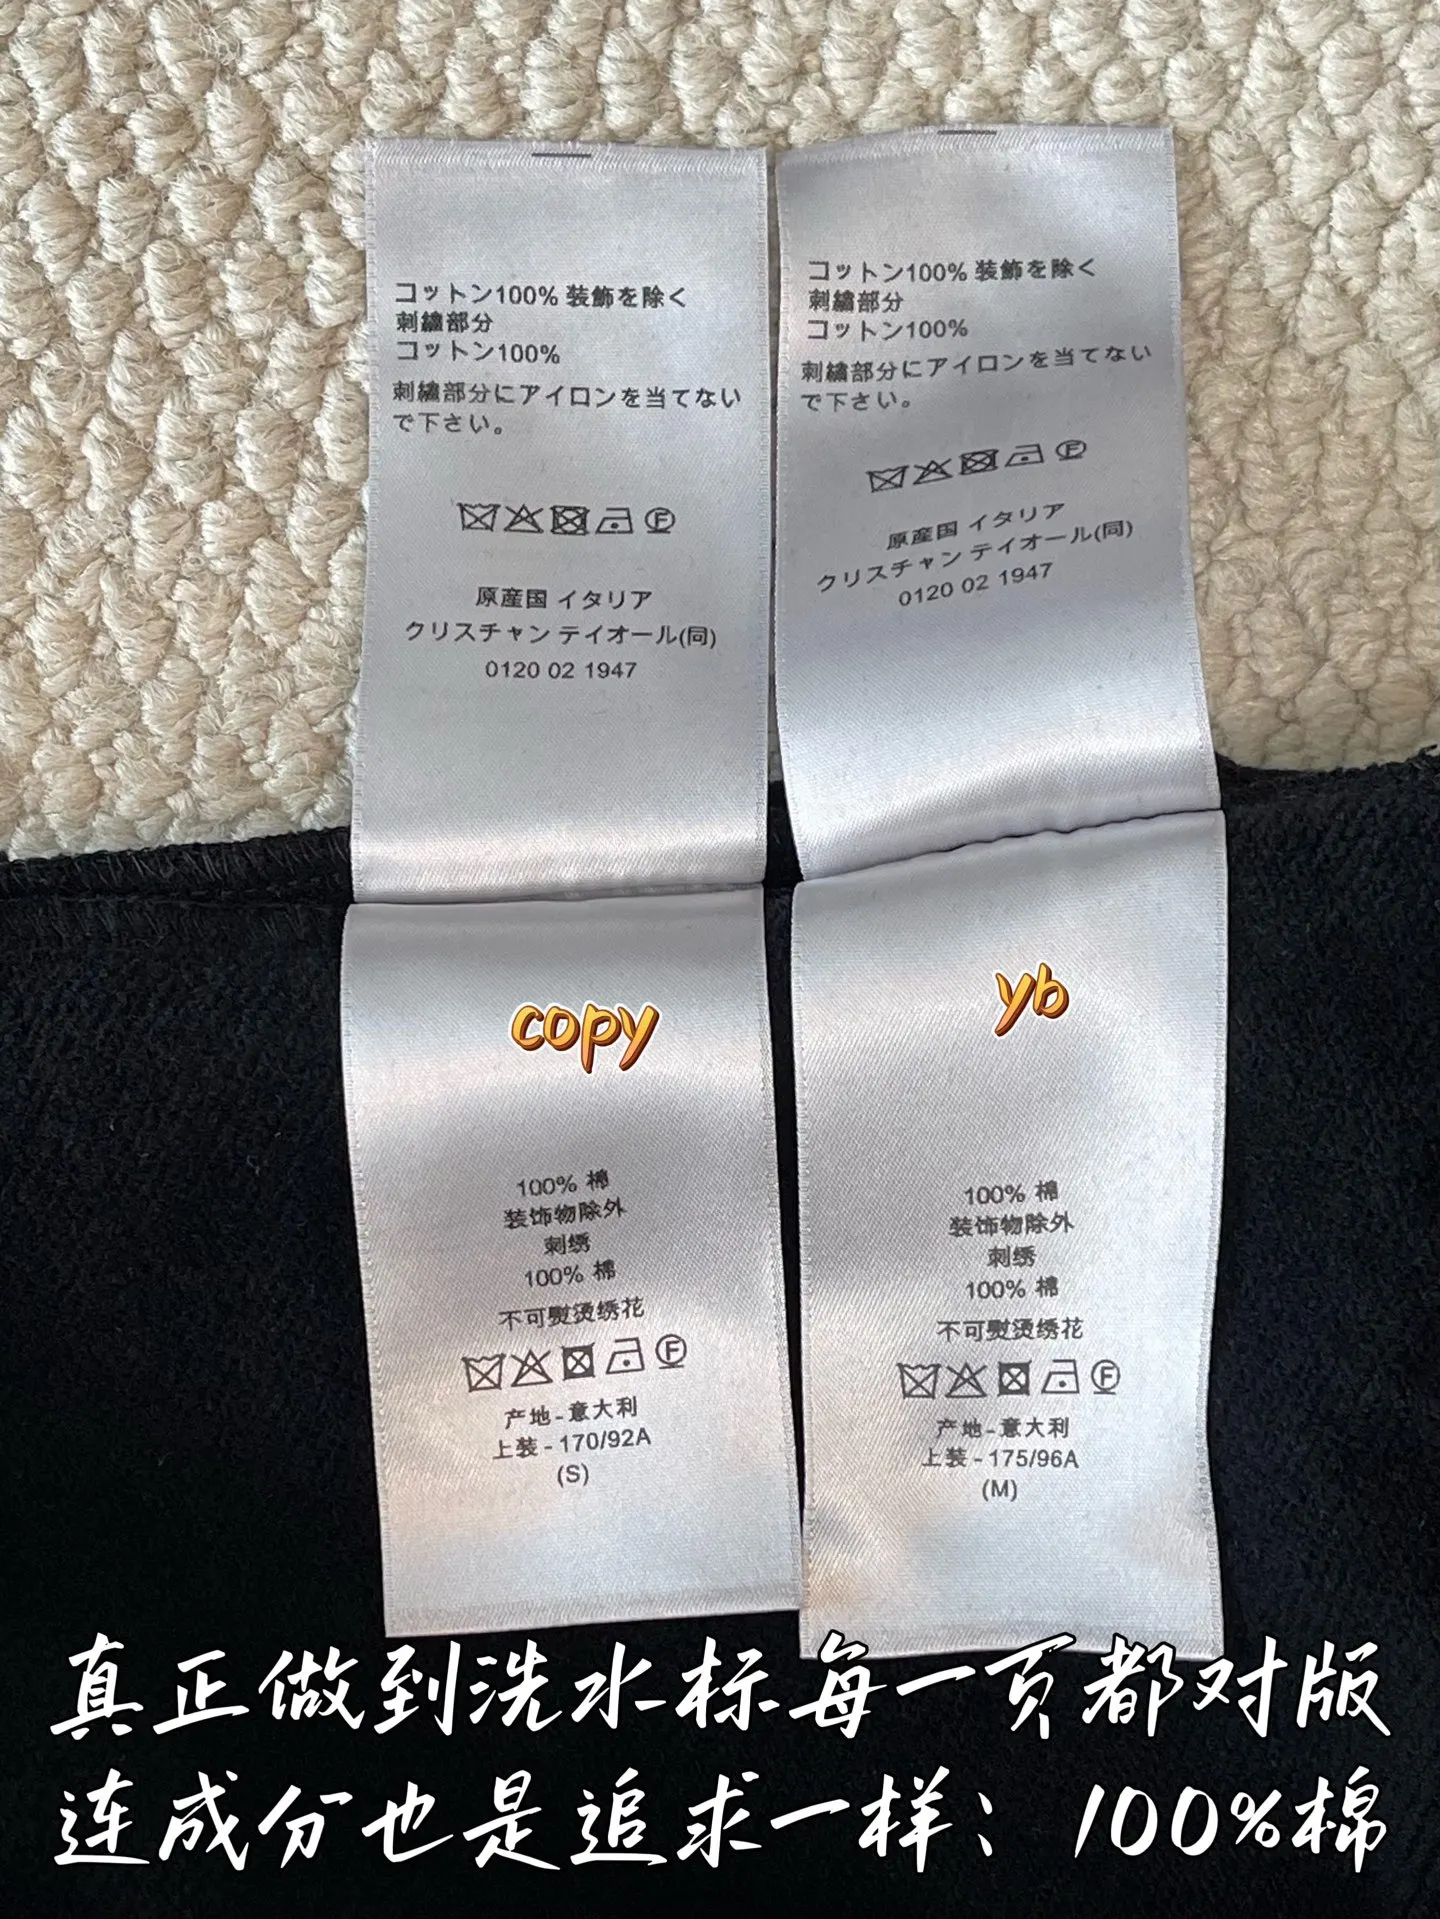 コットン100% 装飾を除く
刺繍部分
コットン100%
刺繍部分にアイロンを当てない
で下さい。
F
原産国 イタリア
クリスチャン テイオール(同)
0120 02 1947
copy
100% 棉
装饰物除外
刺绣
100% 棉
不可熨烫绣花
F
产地-意大利
上装-170/92A
(S)
コットン100% 装飾を除く
刺繍部分
コットン100%
刺繍部分にアイロンを当てない
で下さい。
F
原産国 イタリア
クリスチャン テイオール(同)
0120 02 1947
yb
100% 棉
装饰物除外
刺绣
100% 棉
不可熨烫绣花
F
产地-意大利
上装-175/96A
(M)
真正做到洗水标每一页都对版
连成分也是追求一样：100%棉